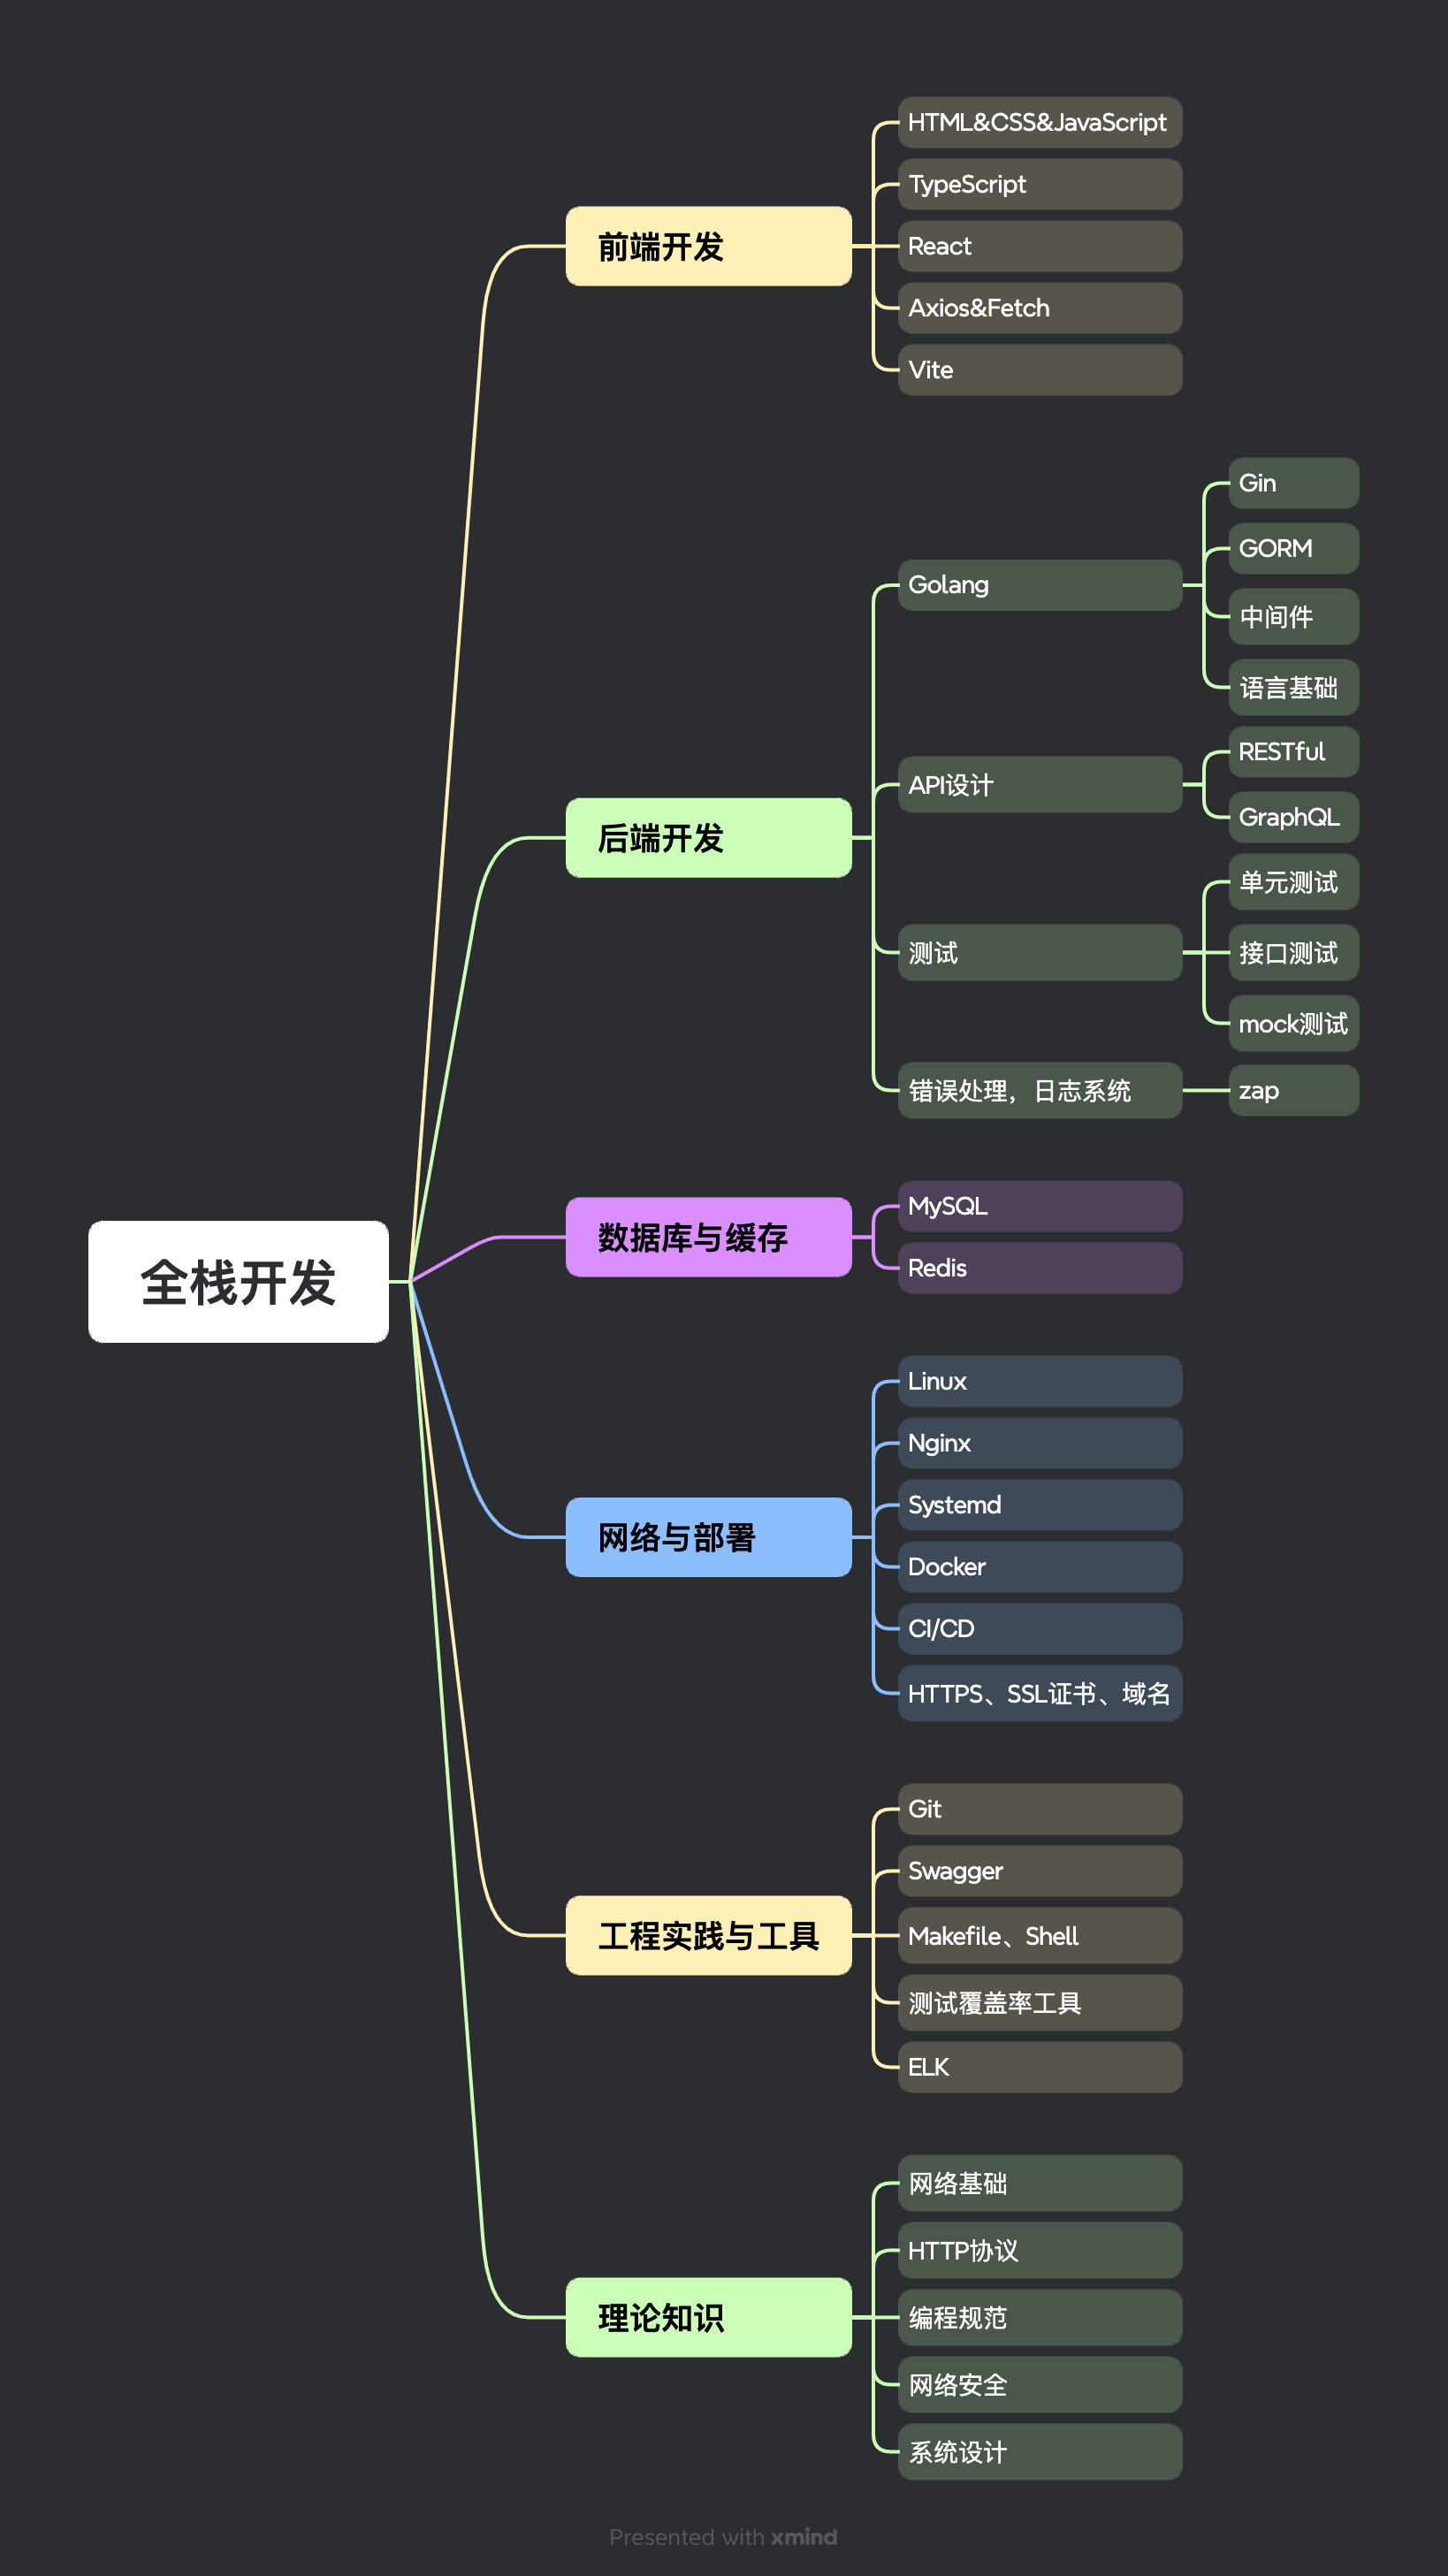 全栈开发
前端开发
HTML&CSS&JavaScript
TypeScript
React
Axios&Fetch
Vite
后端开发
Golang
Gin
GORM
中间件
语言基础
API设计
RESTful
GraphQL
测试
单元测试
接口测试
mock测试
错误处理，日志系统
zap
数据库与缓存
MySQL
Redis
网络与部署
Linux
Nginx
Systemd
Docker
CI/CD
HTTPS、SSL证书、域名
工程实践与工具
Git
Swagger
Makefile、Shell
测试覆盖率工具
ELK
理论知识
网络基础
HTTP协议
编程规范
网络安全
系统设计
Presented with xmind